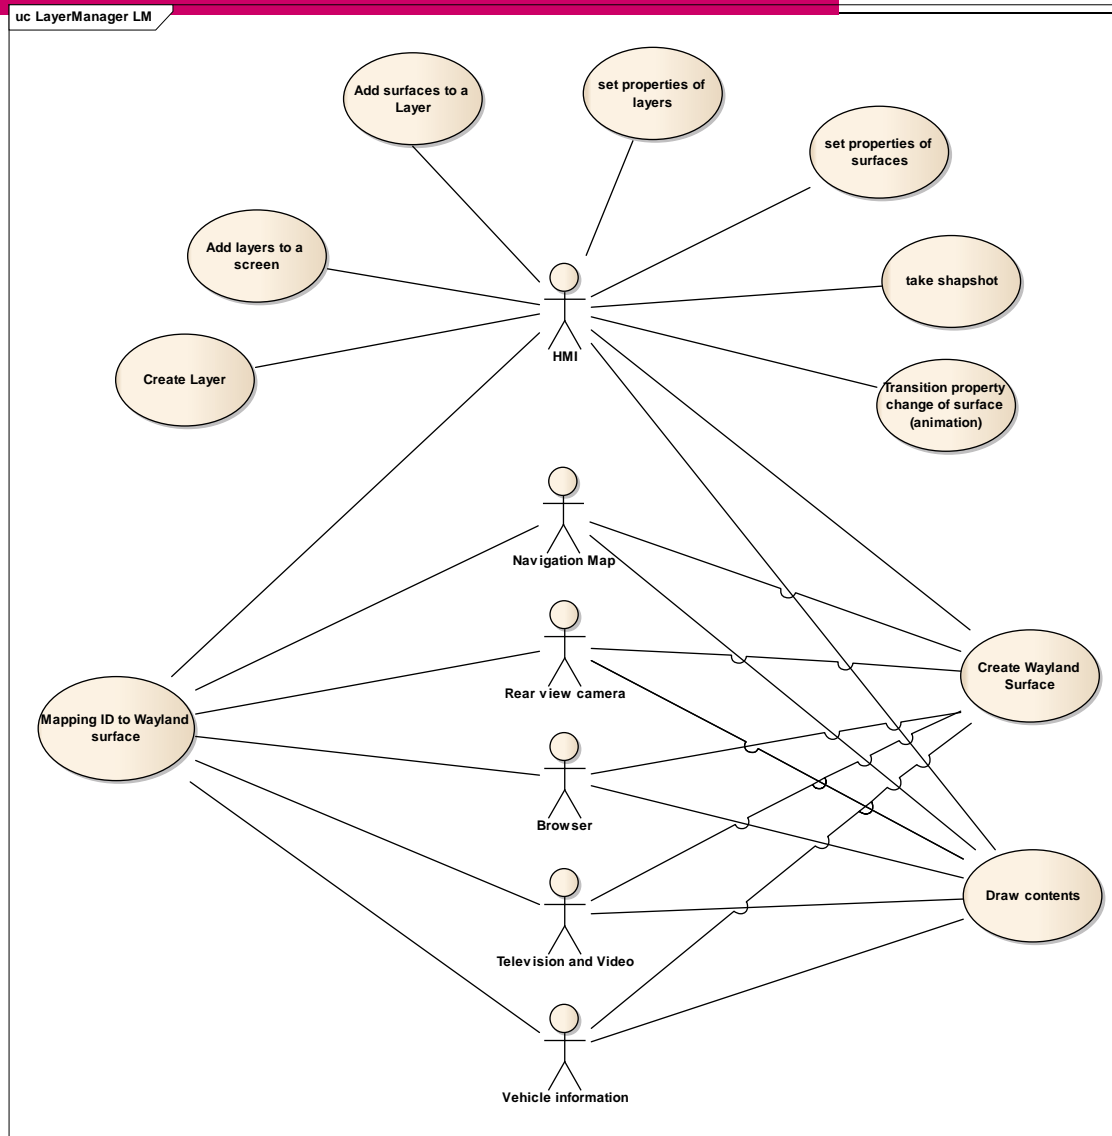 uc LayerManager LM
Add surfaces to a
Layer
set properties of
layers
set properties of
surfaces
Add layers to a
screen
take shapshot
HMI
Create Layer
Transition property
change of surface
(animation)
Navigation Map
Rear view camera
Create Wayland
Surface
Mapping ID to Wayland
surface
Browser
Draw contents
Television and Video
Vehicle information